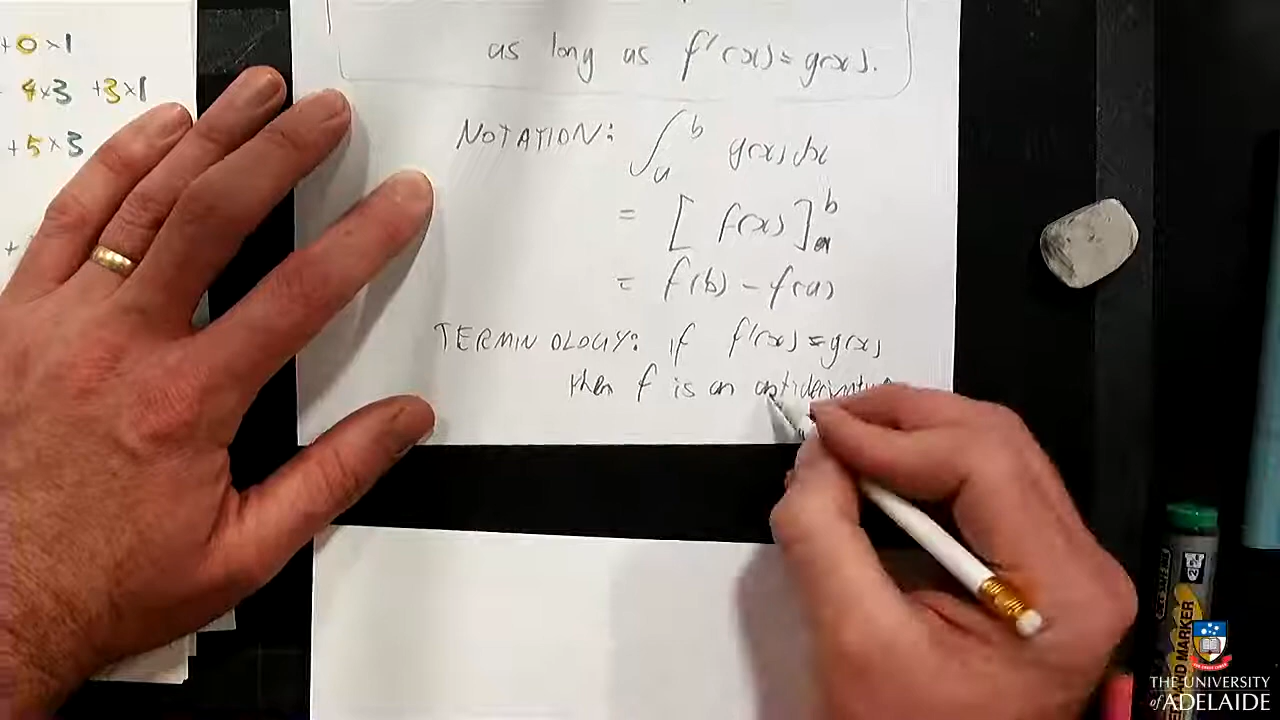 +0×1
4×3 +3×1
+5×3
+
as long as f'(x)=g(x).
NOTATION: ∫_a^b g(x) dx
= [ f(x) ]_a^b
= f(b) – f(a)
TERMINOLOGY: if f'(x)=g(x)
then f is an antiderivative
MARKER
THE UNIVERSITY
of ADELAIDE